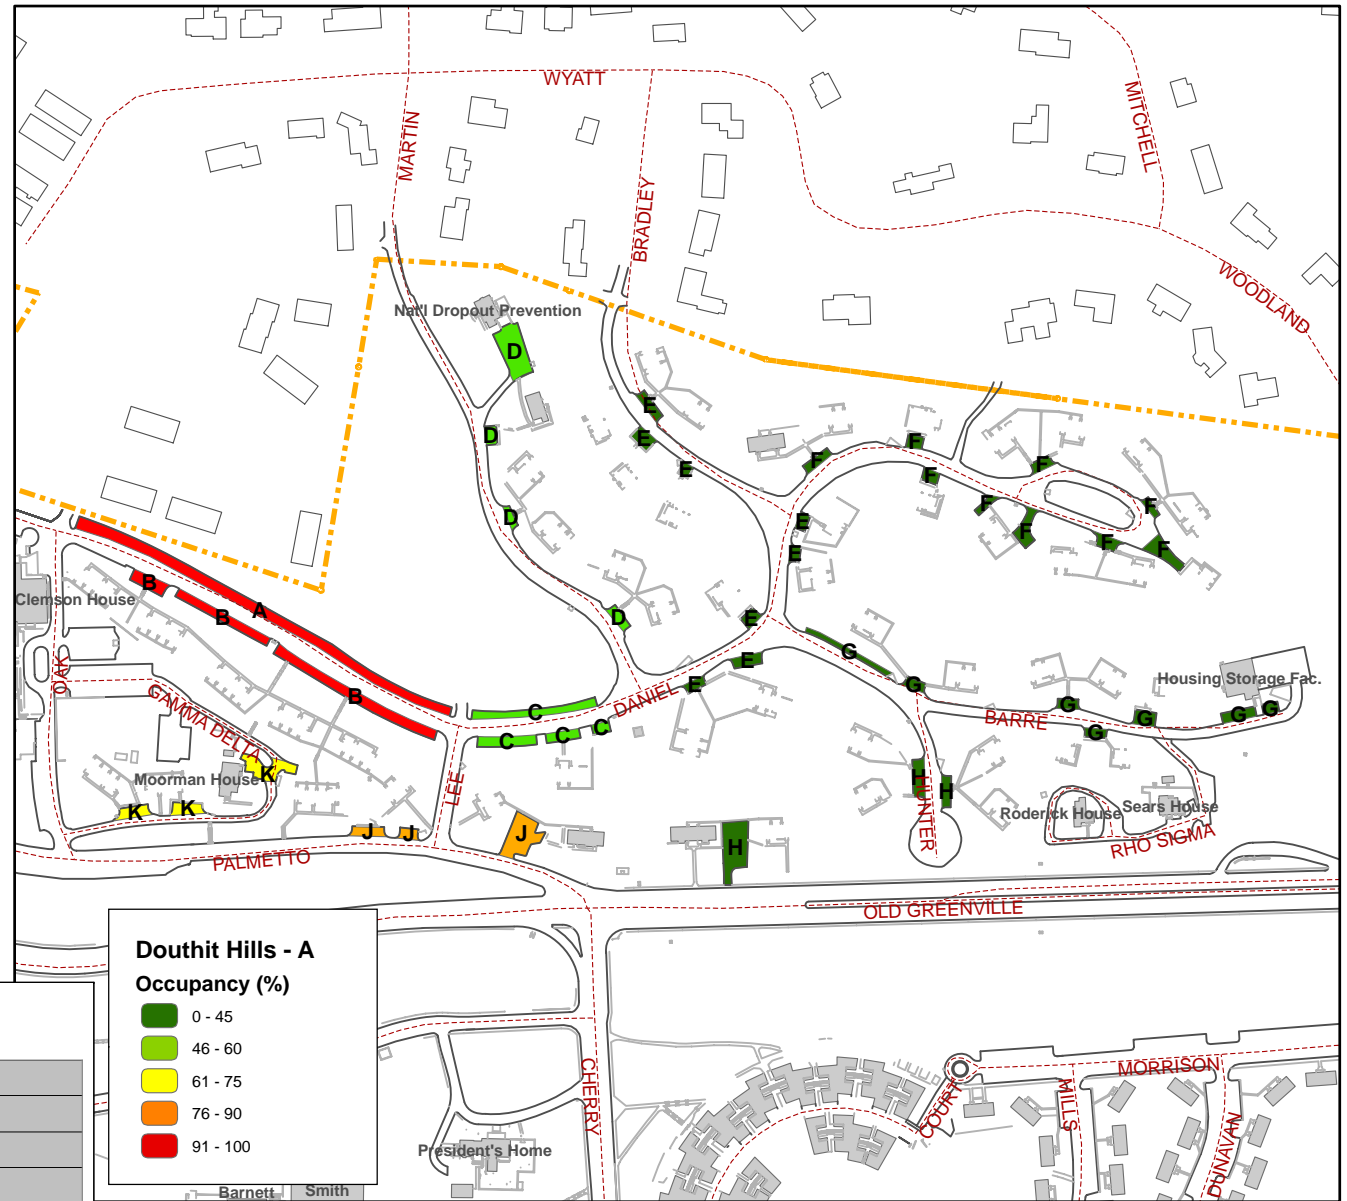 WYATT
MARTIN
MITCHELL
BRADLEY
WOODLAND
Nat'l Dropout Prevention
D
E
D
E
F
F
E
F
F
D
F
F
F
E
F
F
E
Clemson House
B
A
B
D
E
G
E
OAK
E
G
Housing Storage Fac.
GAMMA DELTA
B
C
DANIEL
G
G
G
G
BARRE
C
C
C
G
K
Moorman House
LEE
H
H
HUNTER
K
K
Roderick House
Sears House
J
J
J
H
RHO SIGMA
PALMETTO
OLD GREENVILLE
Douthit Hills - A
Occupancy (%)
0 - 45
46 - 60
61 - 75
76 - 90
91 - 100
CHERRY
COURT
MILLS
MORRISON
DUNAVAN
President's Home
Barnett
Smith